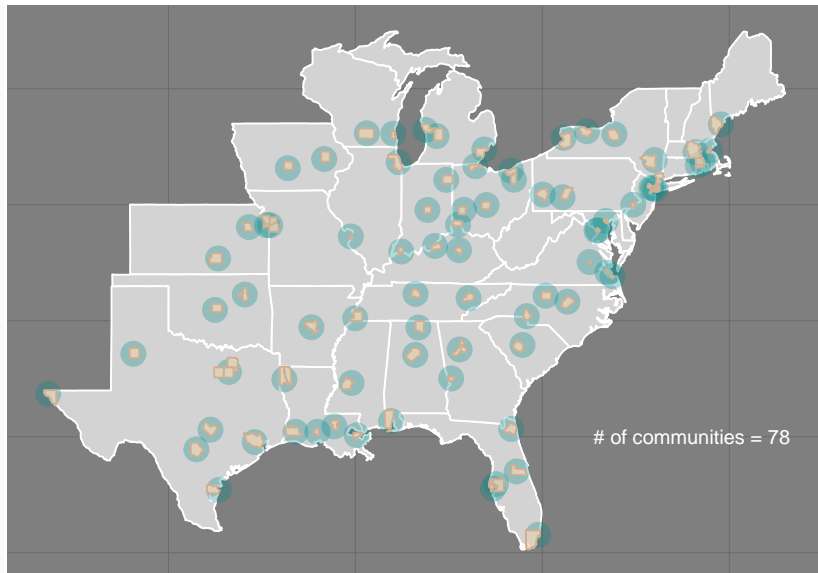 # of communities = 78